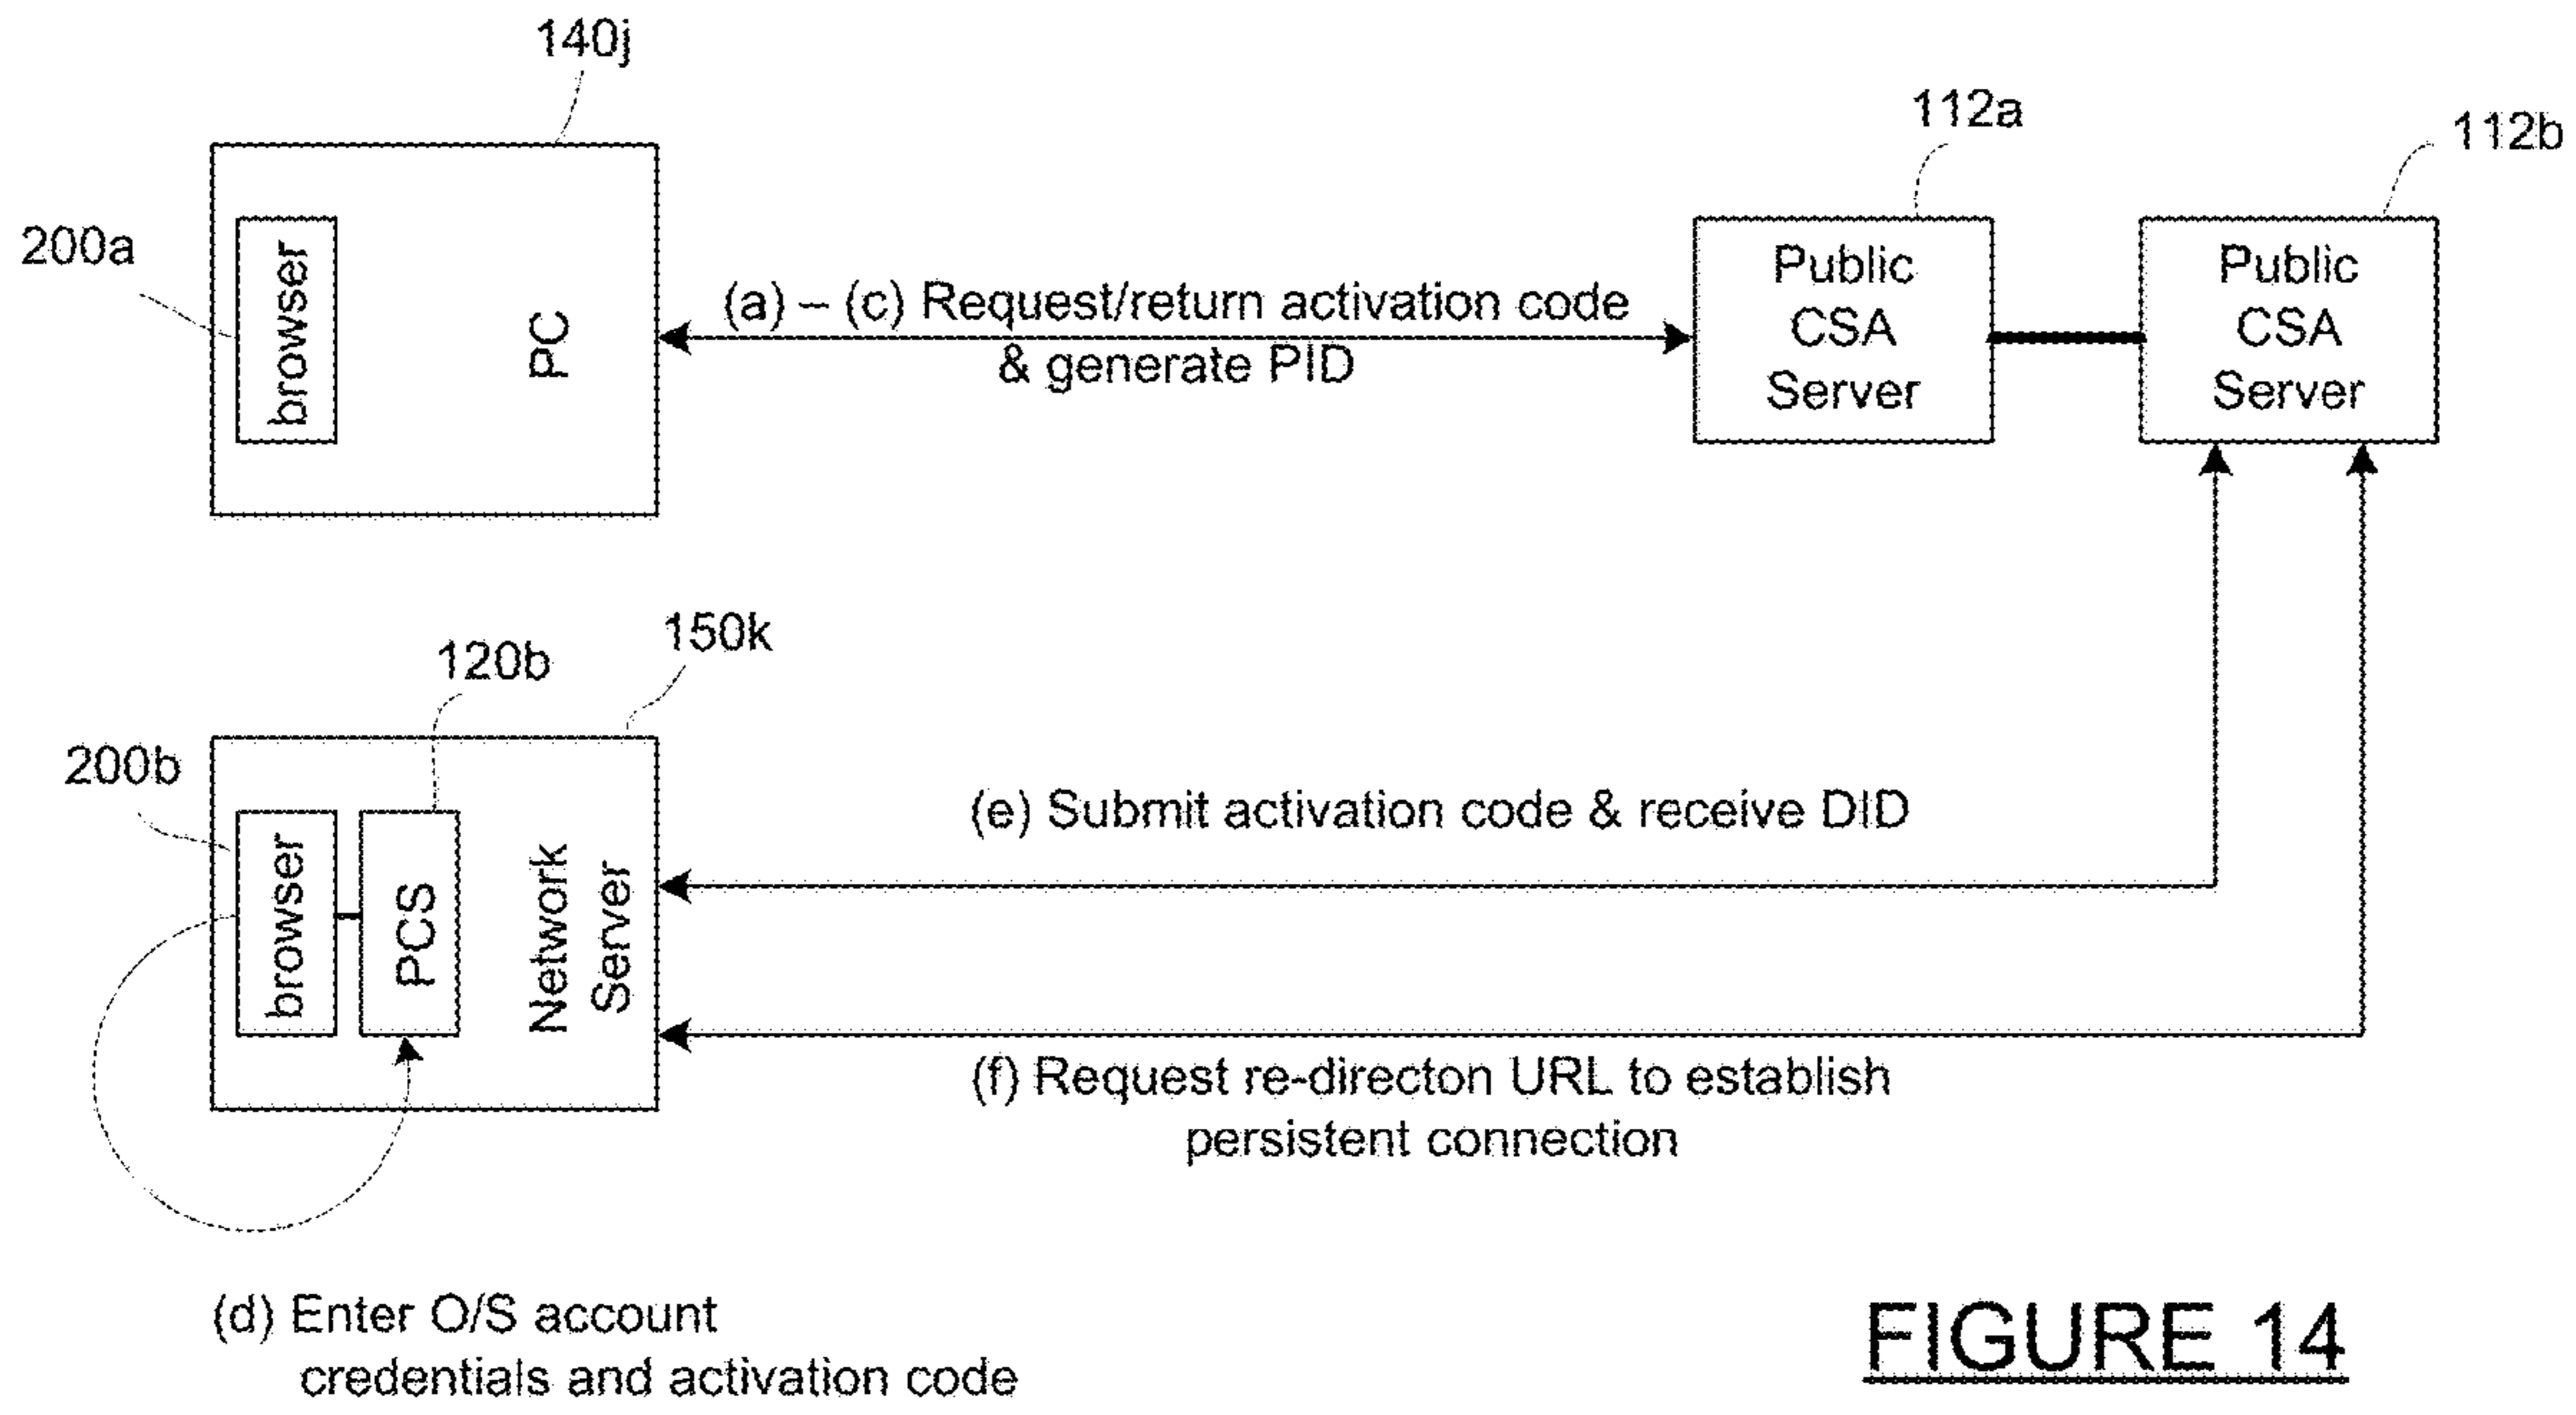 140j
112a
112b
200a
browser
PC
(a) – (c) Request/return activation code
& generate PID
Public
CSA
Server
Public
CSA
Server
150k
120b
200b
browser
PCS
Network
Server
(e) Submit activation code & receive DID
(f) Request re-directon URL to establish
persistent connection
(d) Enter O/S account
credentials and activation code
FIGURE 14